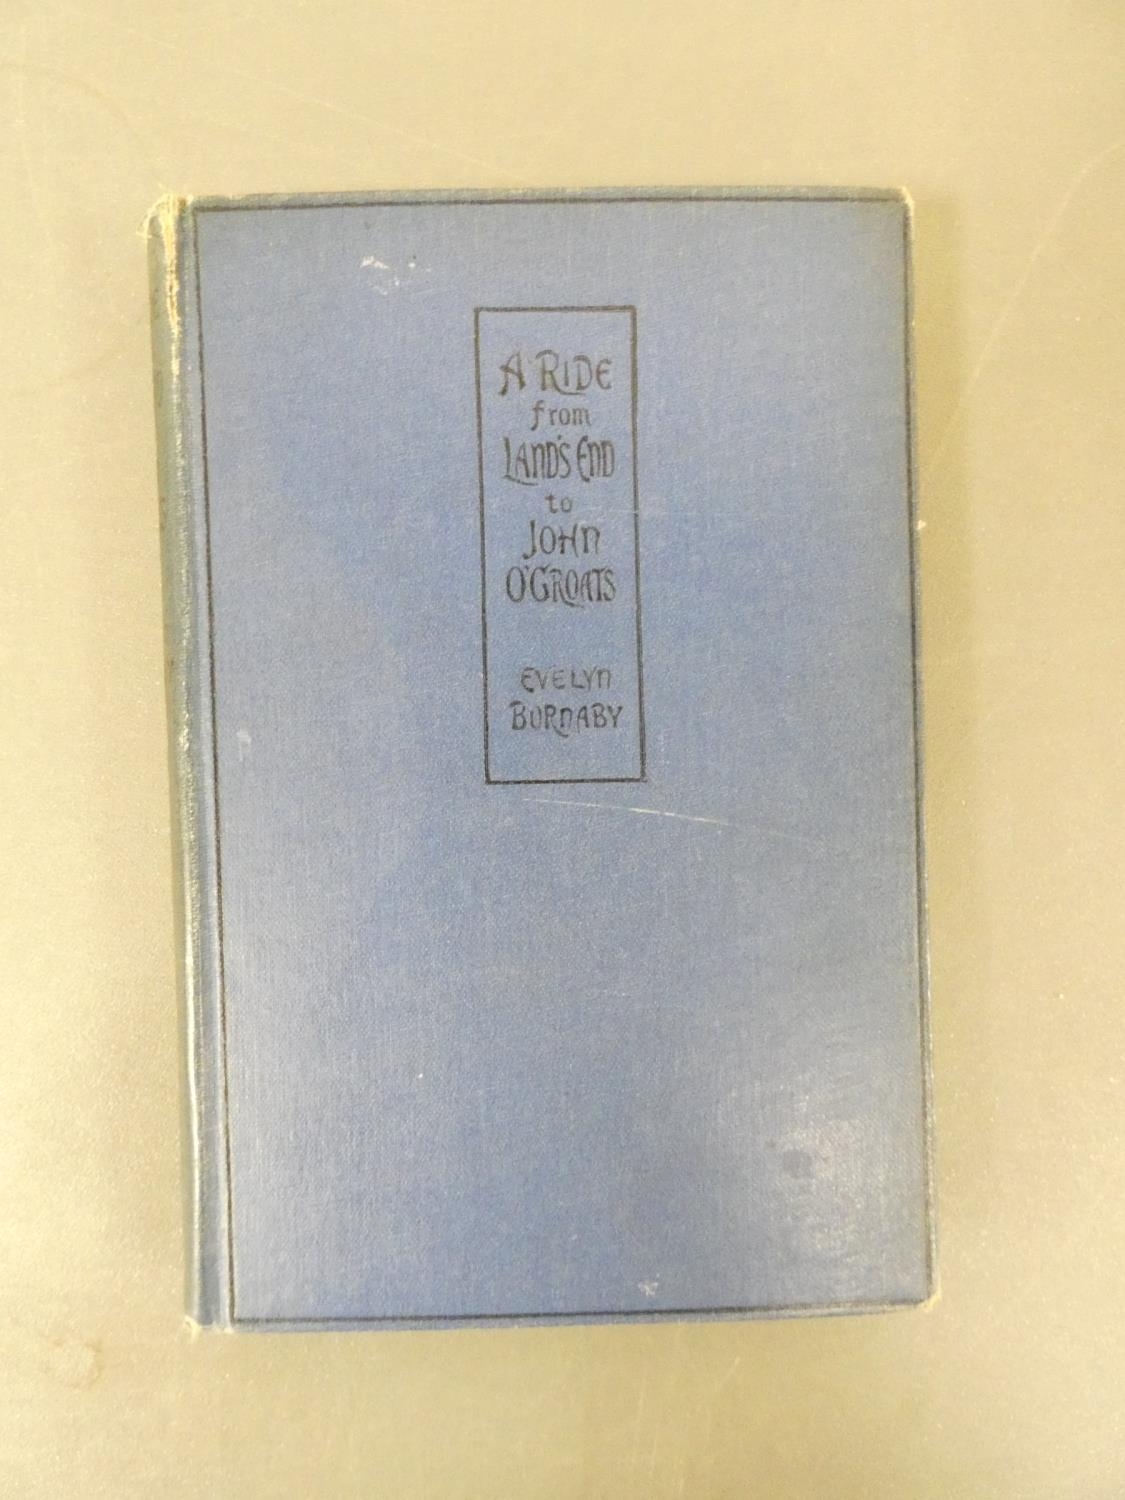 A RIDE
from
LAND'S END
to
JOHN
O'GROATS
EVELYN
BURNABY